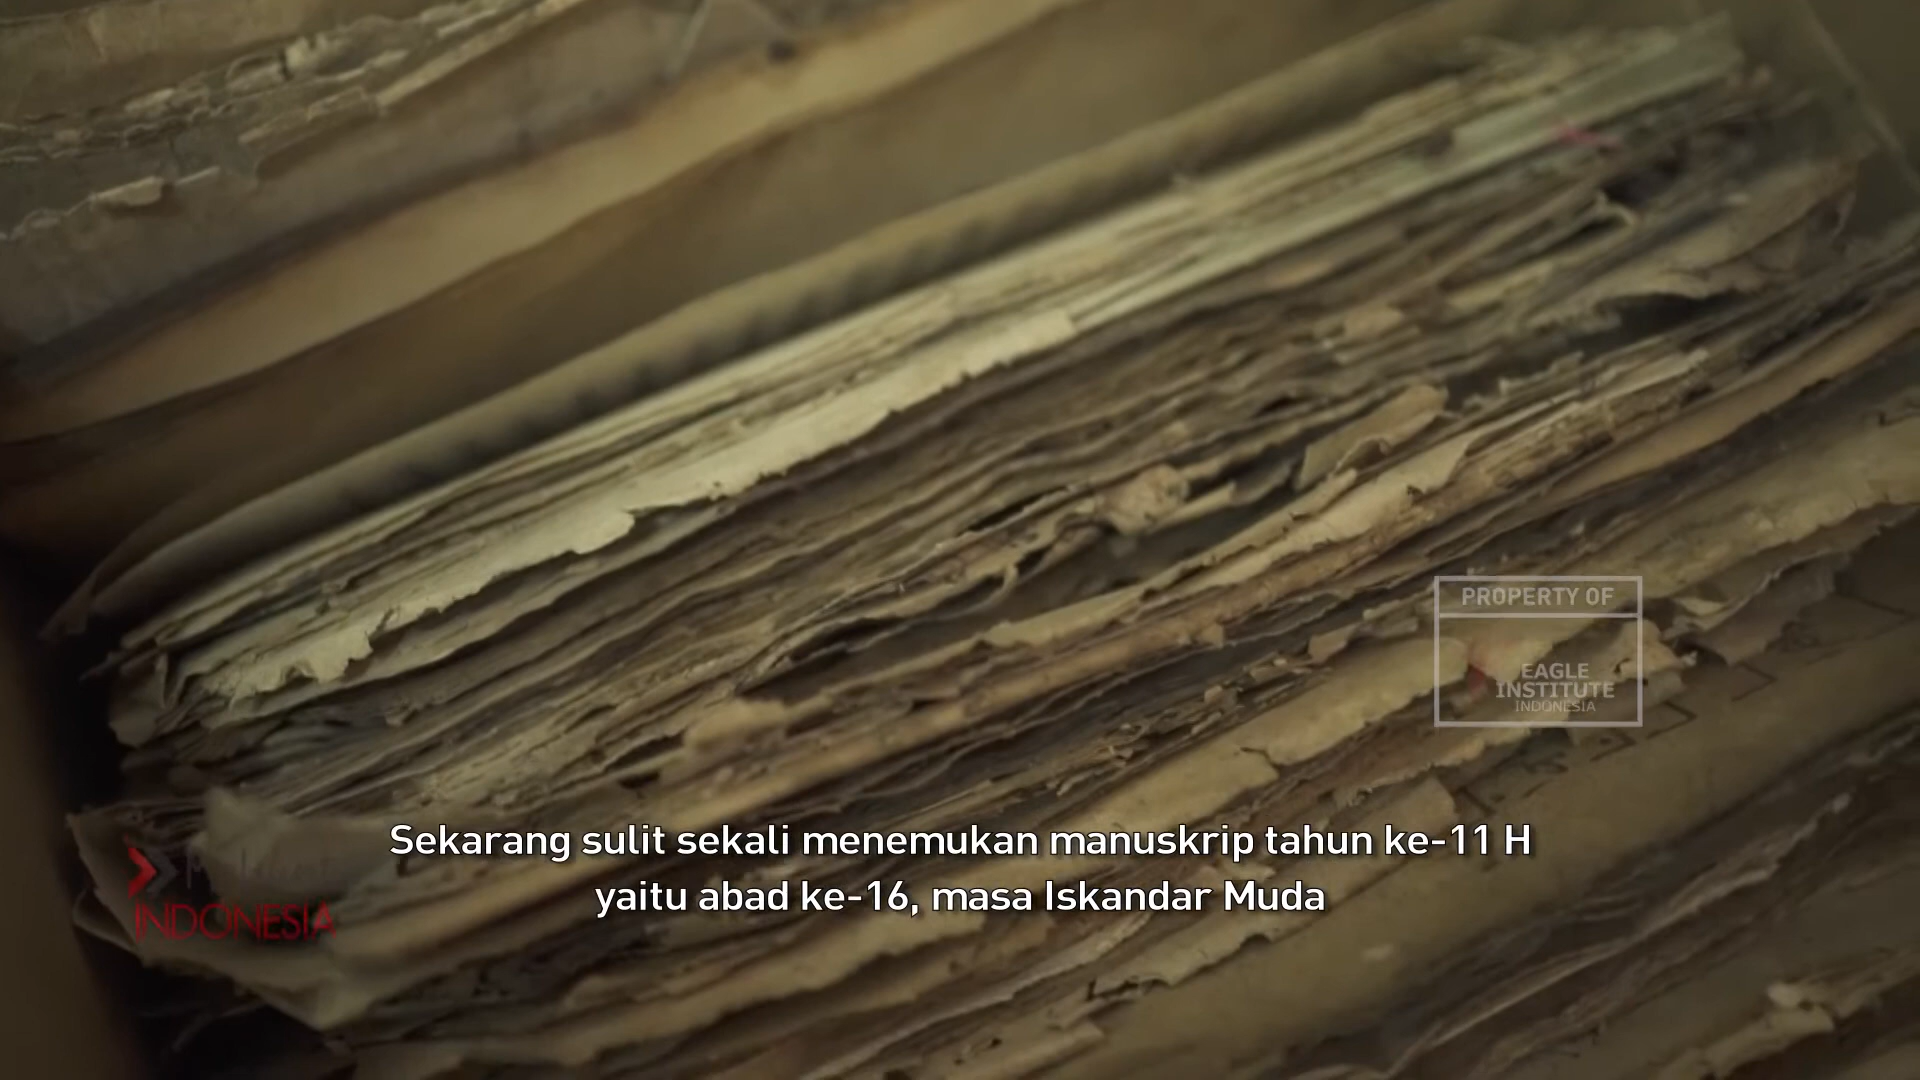 PROPERTY OF
EAGLE
INSTITUTE
INDONESIA
Sekarang sulit sekali menemukan manuskrip tahun ke-11 H
yaitu abad ke-16, masa Iskandar Muda
INDONESIA